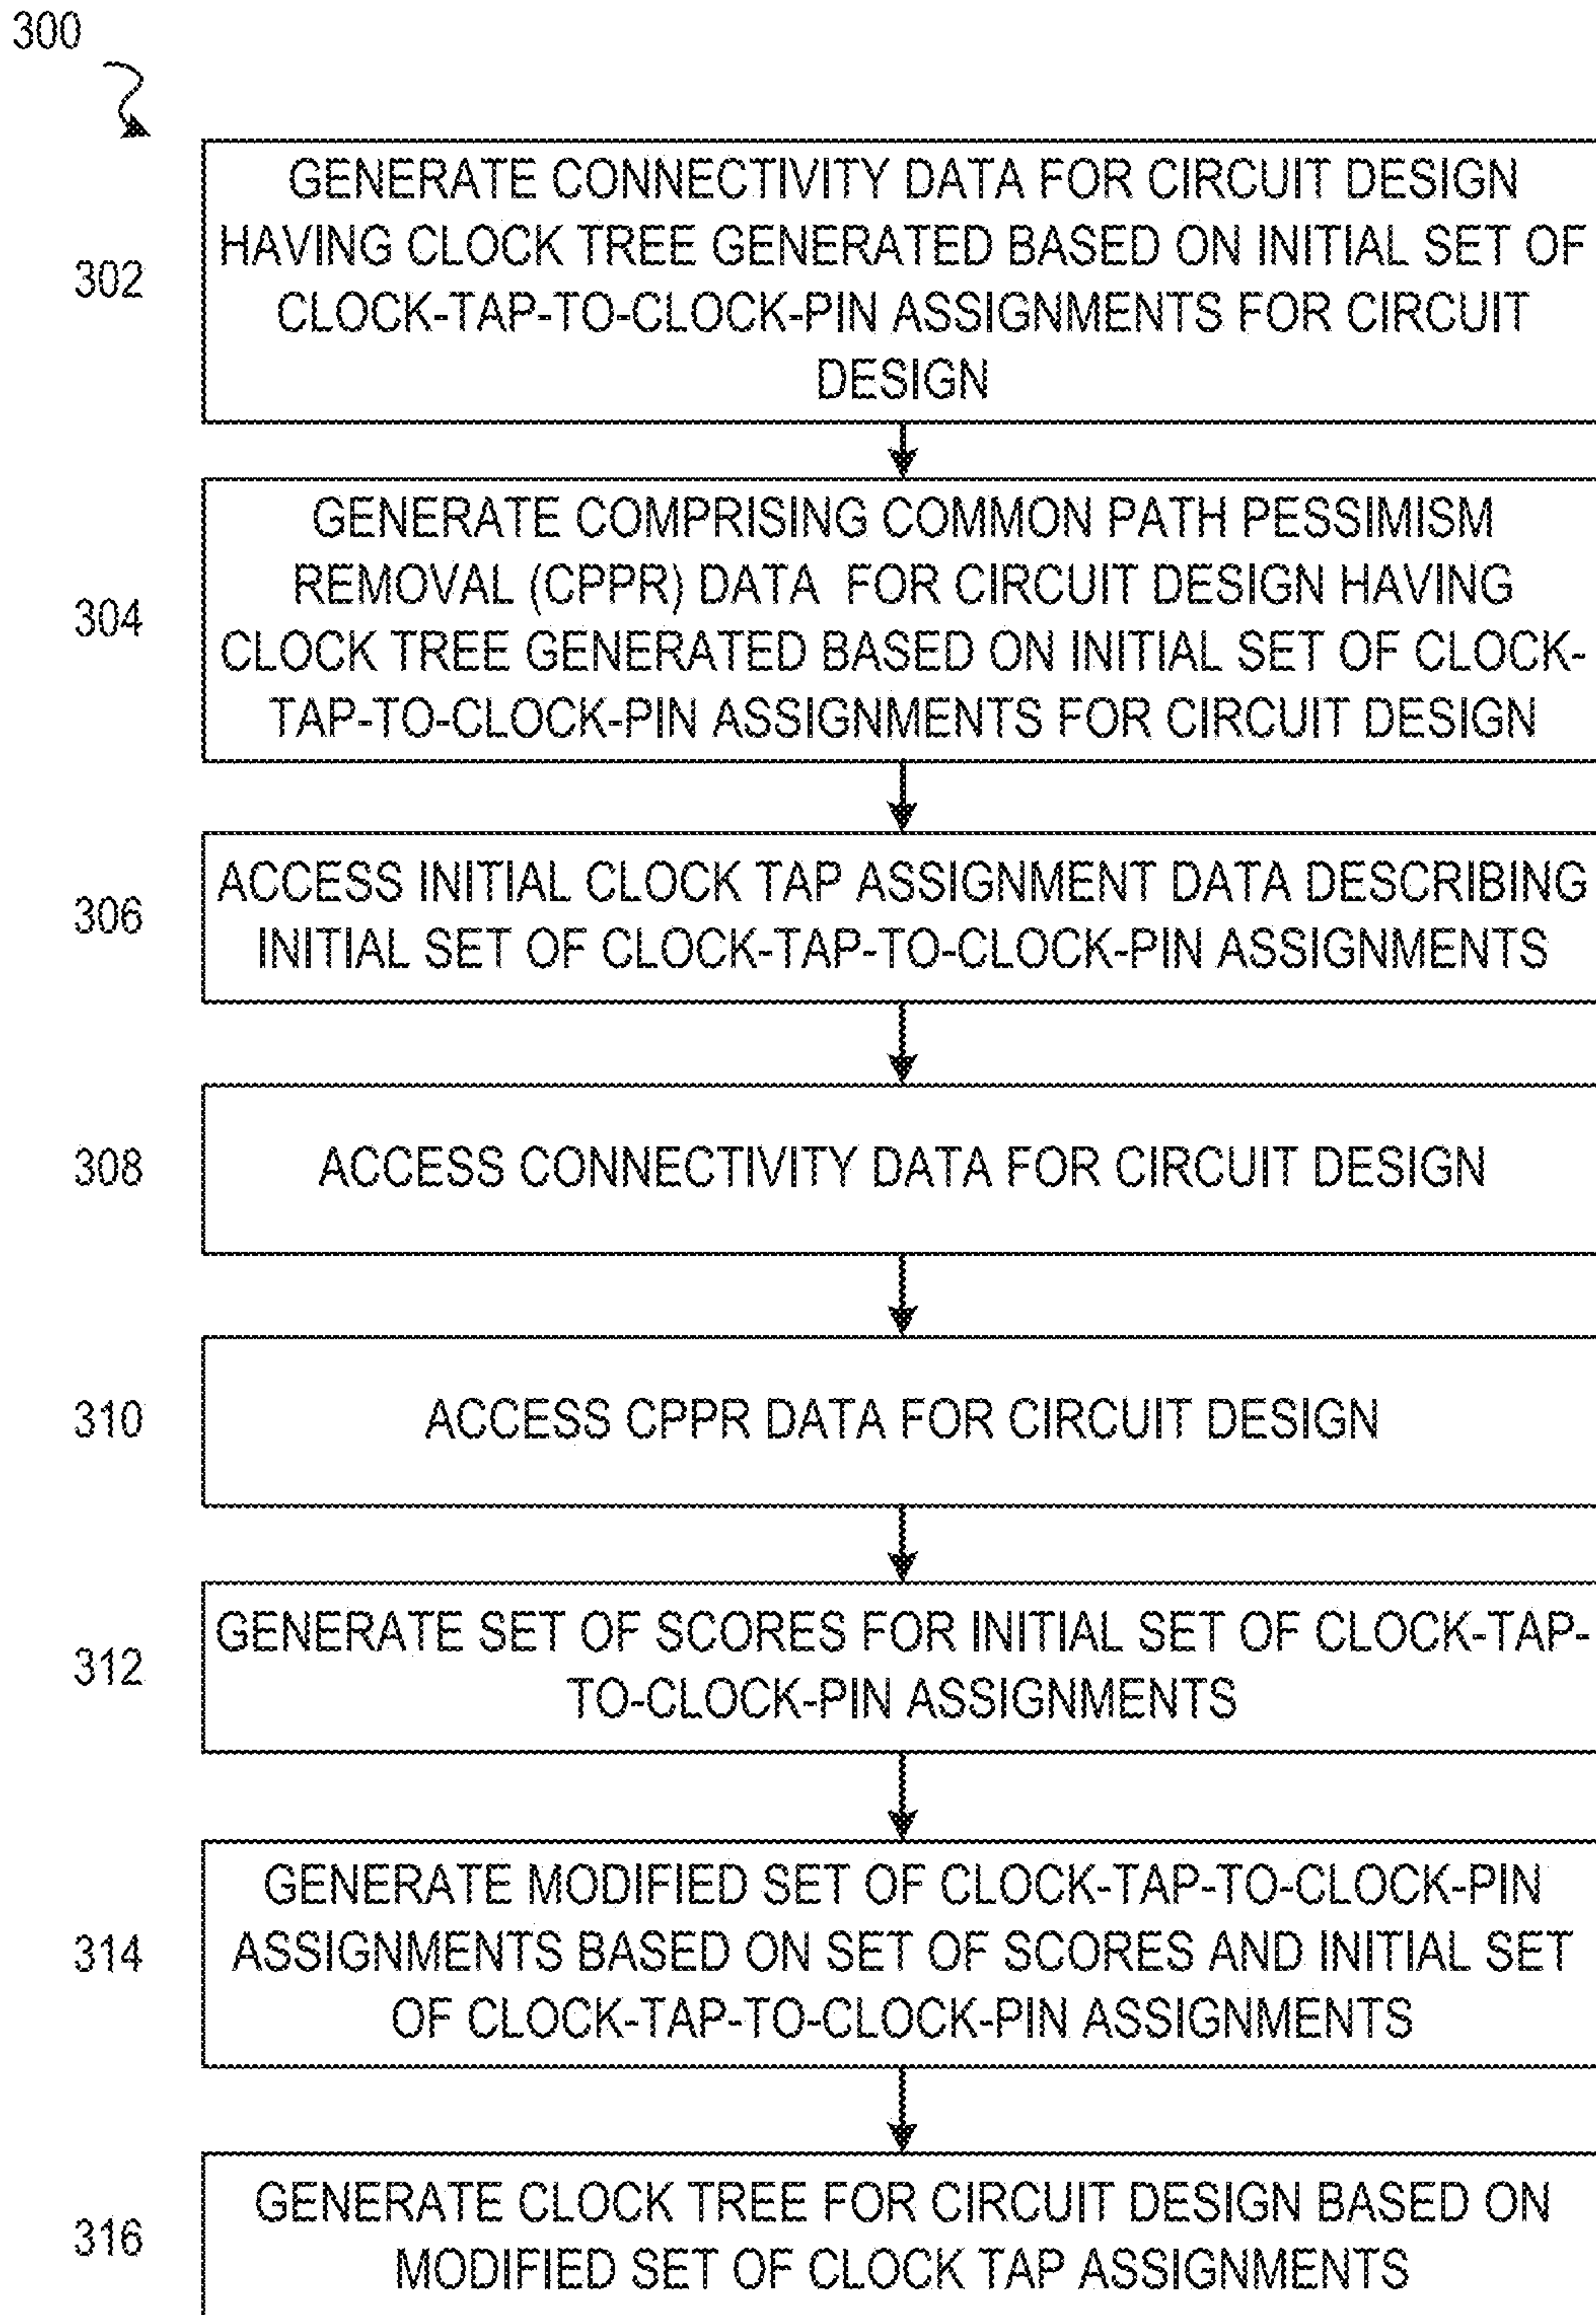 300
302
GENERATE CONNECTIVITY DATA FOR CIRCUIT DESIGN
HAVING CLOCK TREE GENERATED BASED ON INITIAL SET OF
CLOCK-TAP-TO-CLOCK-PIN ASSIGNMENTS FOR CIRCUIT
DESIGN
304
GENERATE COMPRISING COMMON PATH PESSIMISM
REMOVAL (CPPR) DATA FOR CIRCUIT DESIGN HAVING
CLOCK TREE GENERATED BASED ON INITIAL SET OF CLOCK-
TAP-TO-CLOCK-PIN ASSIGNMENTS FOR CIRCUIT DESIGN
306
ACCESS INITIAL CLOCK TAP ASSIGNMENT DATA DESCRIBING
INITIAL SET OF CLOCK-TAP-TO-CLOCK-PIN ASSIGNMENTS
308
ACCESS CONNECTIVITY DATA FOR CIRCUIT DESIGN
310
ACCESS CPPR DATA FOR CIRCUIT DESIGN
312
GENERATE SET OF SCORES FOR INITIAL SET OF CLOCK-TAP-
TO-CLOCK-PIN ASSIGNMENTS
314
GENERATE MODIFIED SET OF CLOCK-TAP-TO-CLOCK-PIN
ASSIGNMENTS BASED ON SET OF SCORES AND INITIAL SET
OF CLOCK-TAP-TO-CLOCK-PIN ASSIGNMENTS
316
GENERATE CLOCK TREE FOR CIRCUIT DESIGN BASED ON
MODIFIED SET OF CLOCK TAP ASSIGNMENTS